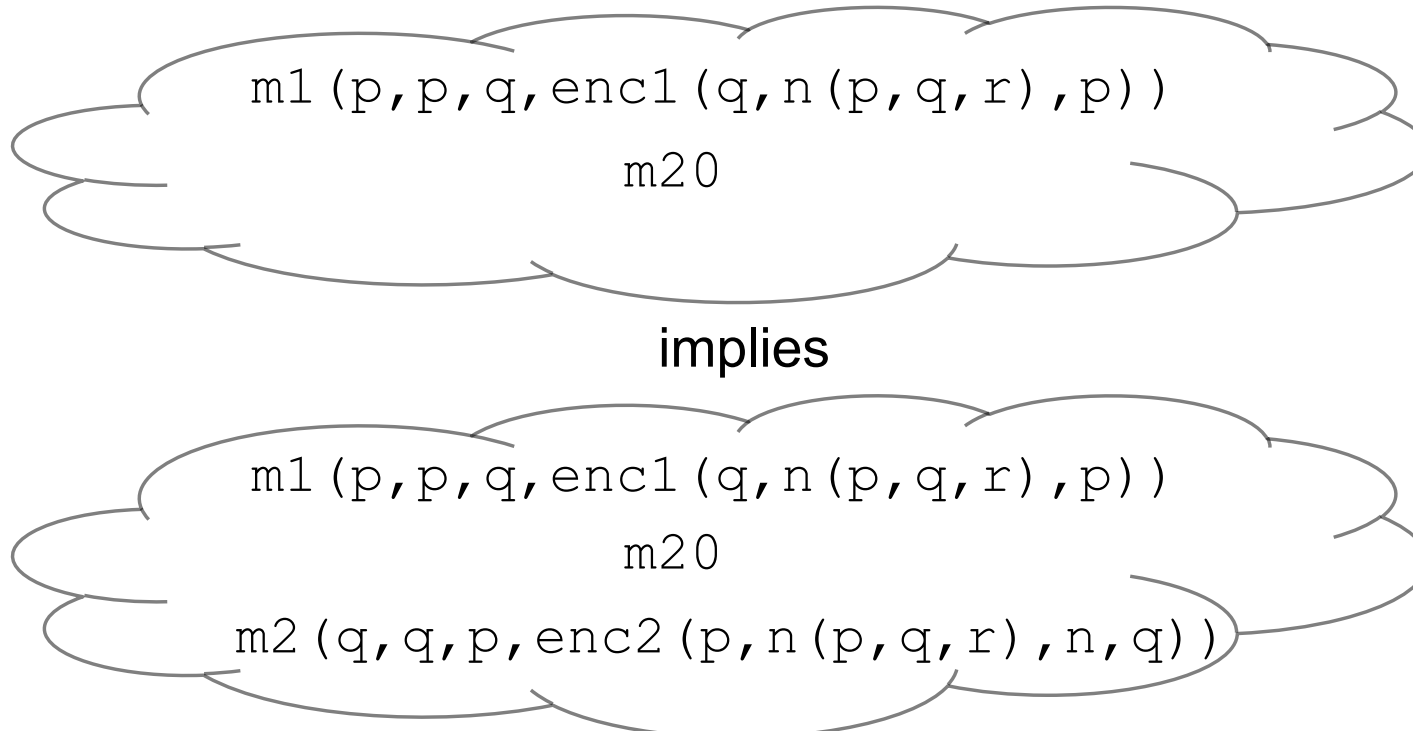 m1(p,p,q,enc1(q,n(p,q,r),p))
m20
implies
m1(p,p,q,enc1(q,n(p,q,r),p))
m20
m2(q,q,p,enc2(p,n(p,q,r),n,q))